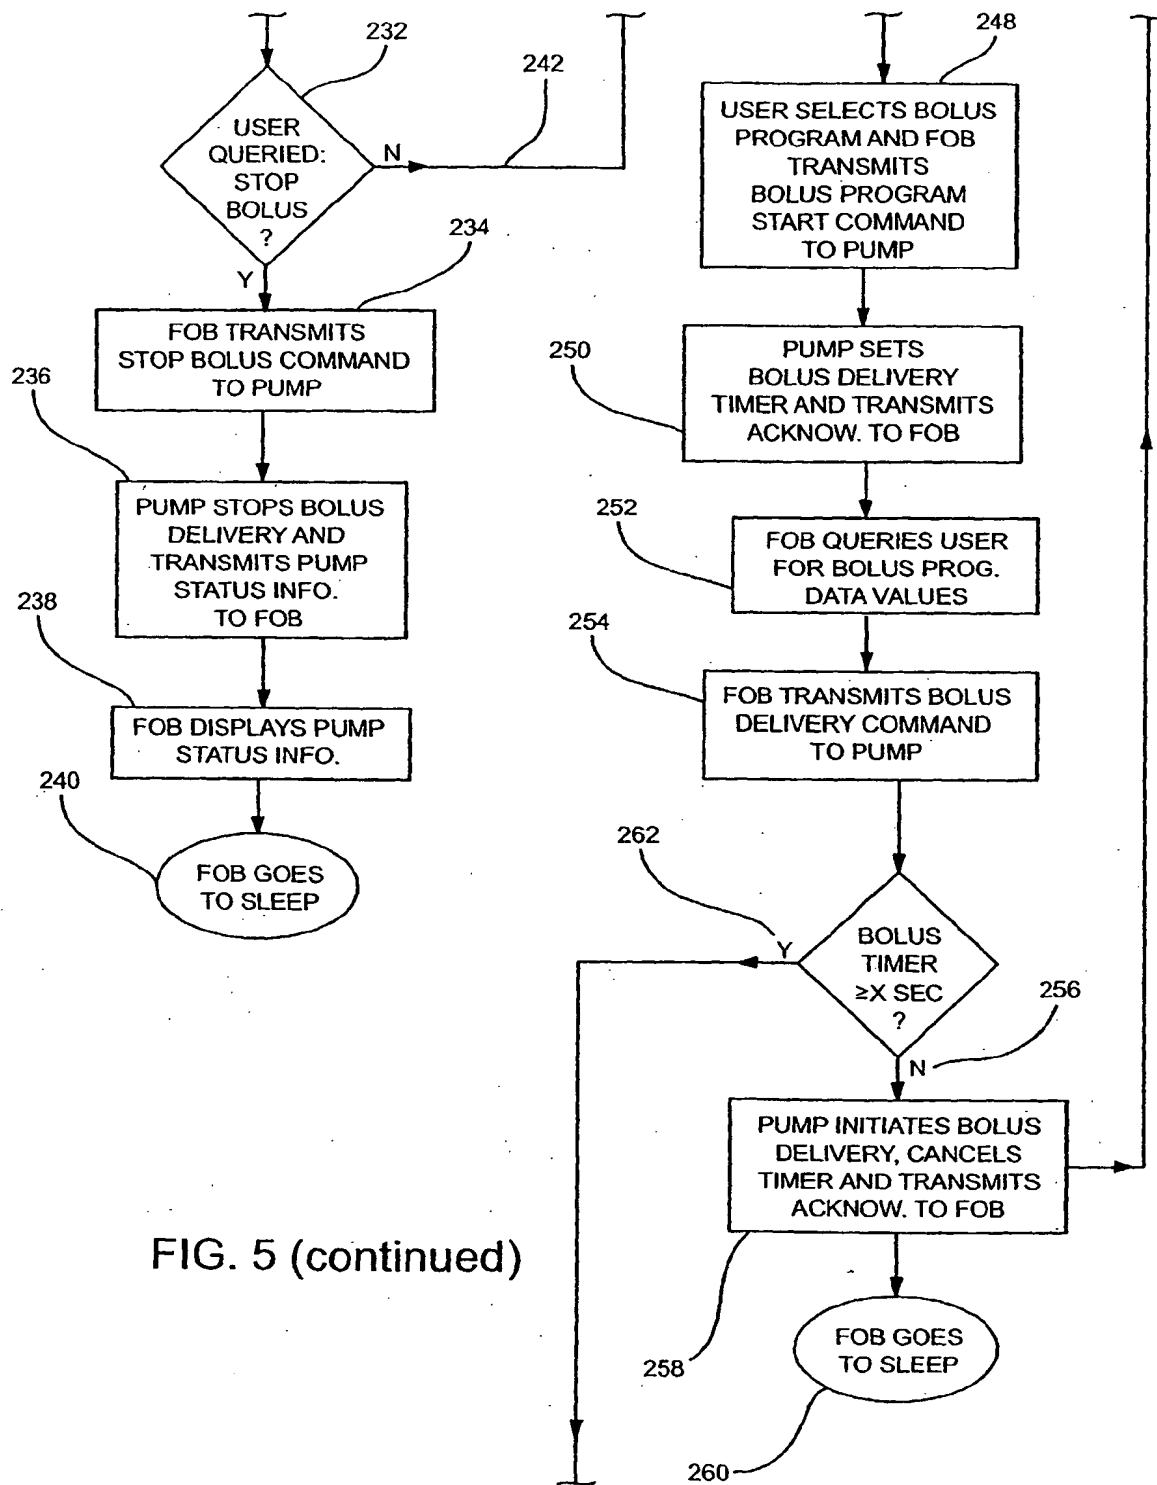 232
USER
QUERIED:
STOP
BOLUS
?
N
242
Y
234
FOB TRANSMITS
STOP BOLUS COMMAND
TO PUMP
236
PUMP STOPS BOLUS
DELIVERY AND
TRANSMITS PUMP
STATUS INFO.
TO FOB
238
FOB DISPLAYS PUMP
STATUS INFO.
240
FOB GOES
TO SLEEP
248
USER SELECTS BOLUS
PROGRAM AND FOB
TRANSMITS
BOLUS PROGRAM
START COMMAND
TO PUMP
250
PUMP SETS
BOLUS DELIVERY
TIMER AND TRANSMITS
ACKNOW. TO FOB
252
FOB QUERIES USER
FOR BOLUS PROG.
DATA VALUES
254
FOB TRANSMITS BOLUS
DELIVERY COMMAND
TO PUMP
262
Y
BOLUS
TIMER
≥X SEC
?
256
N
PUMP INITIATES BOLUS
DELIVERY, CANCELS
TIMER AND TRANSMITS
ACKNOW. TO FOB
258
FOB GOES
TO SLEEP
260
FIG. 5 (continued)